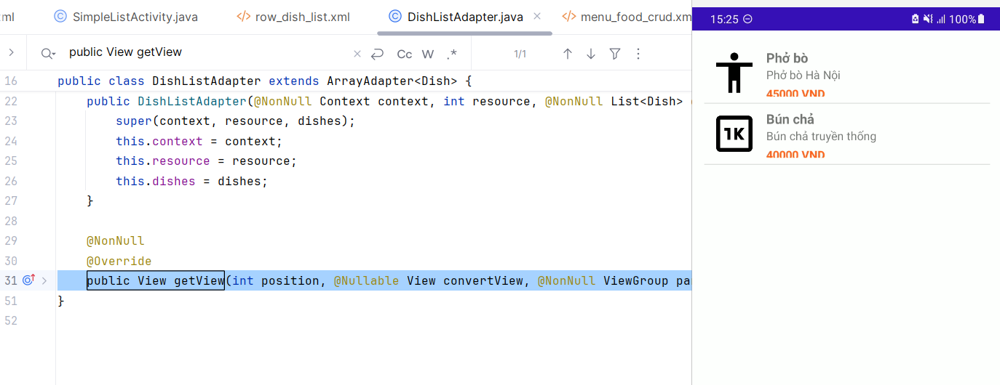 ml SimpleListActivity.java row_dish_list.xml DishListAdapter.java menu_food_crud.xm
public View getView Cc W .* 1/1
16 public class DishListAdapter extends ArrayAdapter<Dish> {
22 public DishListAdapter(@NonNull Context context, int resource, @NonNull List<Dish>
23 super(context, resource, dishes);
24 this.context = context;
25 this.resource = resource;
26 this.dishes = dishes;
27 }
28
29 @NonNull
30 @Override
31 public View getView(int position, @Nullable View convertView, @NonNull ViewGroup pa
51 }
52
15:25 100%
Phở bò
Phở bò Hà Nội
45000 VND
1K
Bún chả
Bún chả truyền thống
40000 VND